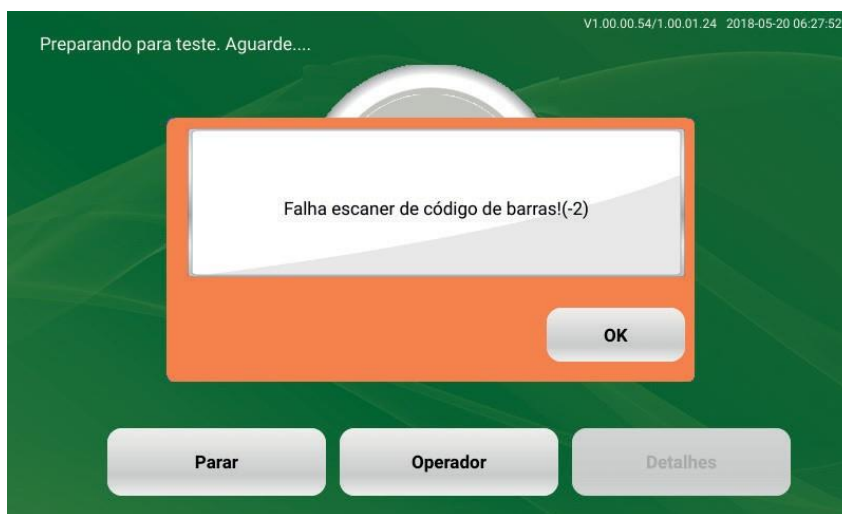 V1.00.00.54/1.00.01.24 2018-05-20 06:27:52
Preparando para teste. Aguarde....
Falha escaner de código de barras!(-2)
OK
Parar
Operador
Detalhes